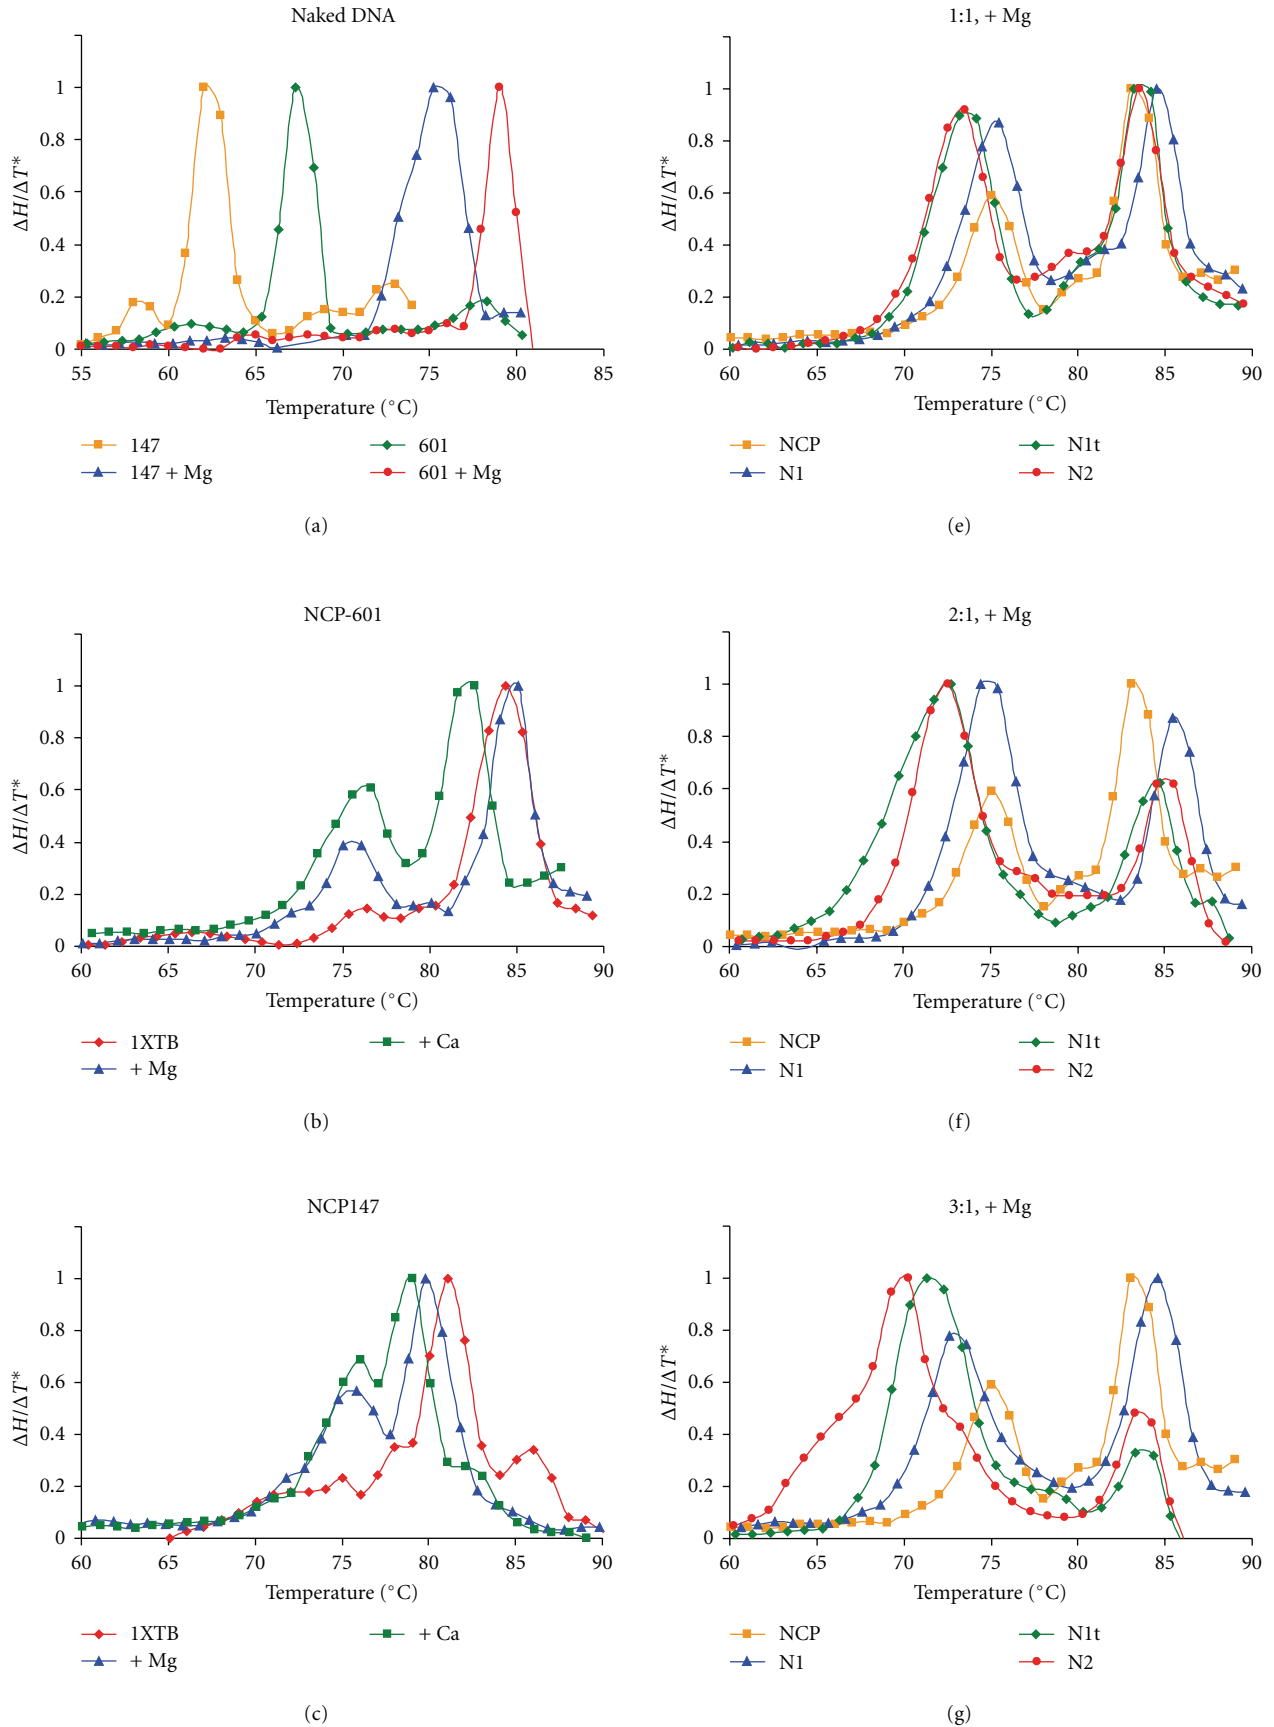 Naked DNA
ΔH/ΔT*
1
0.8
0.6
0.4
0.2
0
55 60 65 70 75 80 85
Temperature (°C)
147 601
147 + Mg 601 + Mg
(a)
1:1, + Mg
ΔH/ΔT*
1
0.8
0.6
0.4
0.2
0
60 65 70 75 80 85 90
Temperature (°C)
NCP N1t
N1 N2
(e)
NCP-601
ΔH/ΔT*
1
0.8
0.6
0.4
0.2
0
60 65 70 75 80 85 90
Temperature (°C)
1XTB + Ca
+ Mg
(b)
2:1, + Mg
ΔH/ΔT*
1
0.8
0.6
0.4
0.2
0
60 65 70 75 80 85 90
Temperature (°C)
NCP N1t
N1 N2
(f)
NCP147
ΔH/ΔT*
1
0.8
0.6
0.4
0.2
0
60 65 70 75 80 85 90
Temperature (°C)
1XTB + Ca
+ Mg
(c)
3:1, + Mg
ΔH/ΔT*
1
0.8
0.6
0.4
0.2
0
60 65 70 75 80 85 90
Temperature (°C)
NCP N1t
N1 N2
(g)